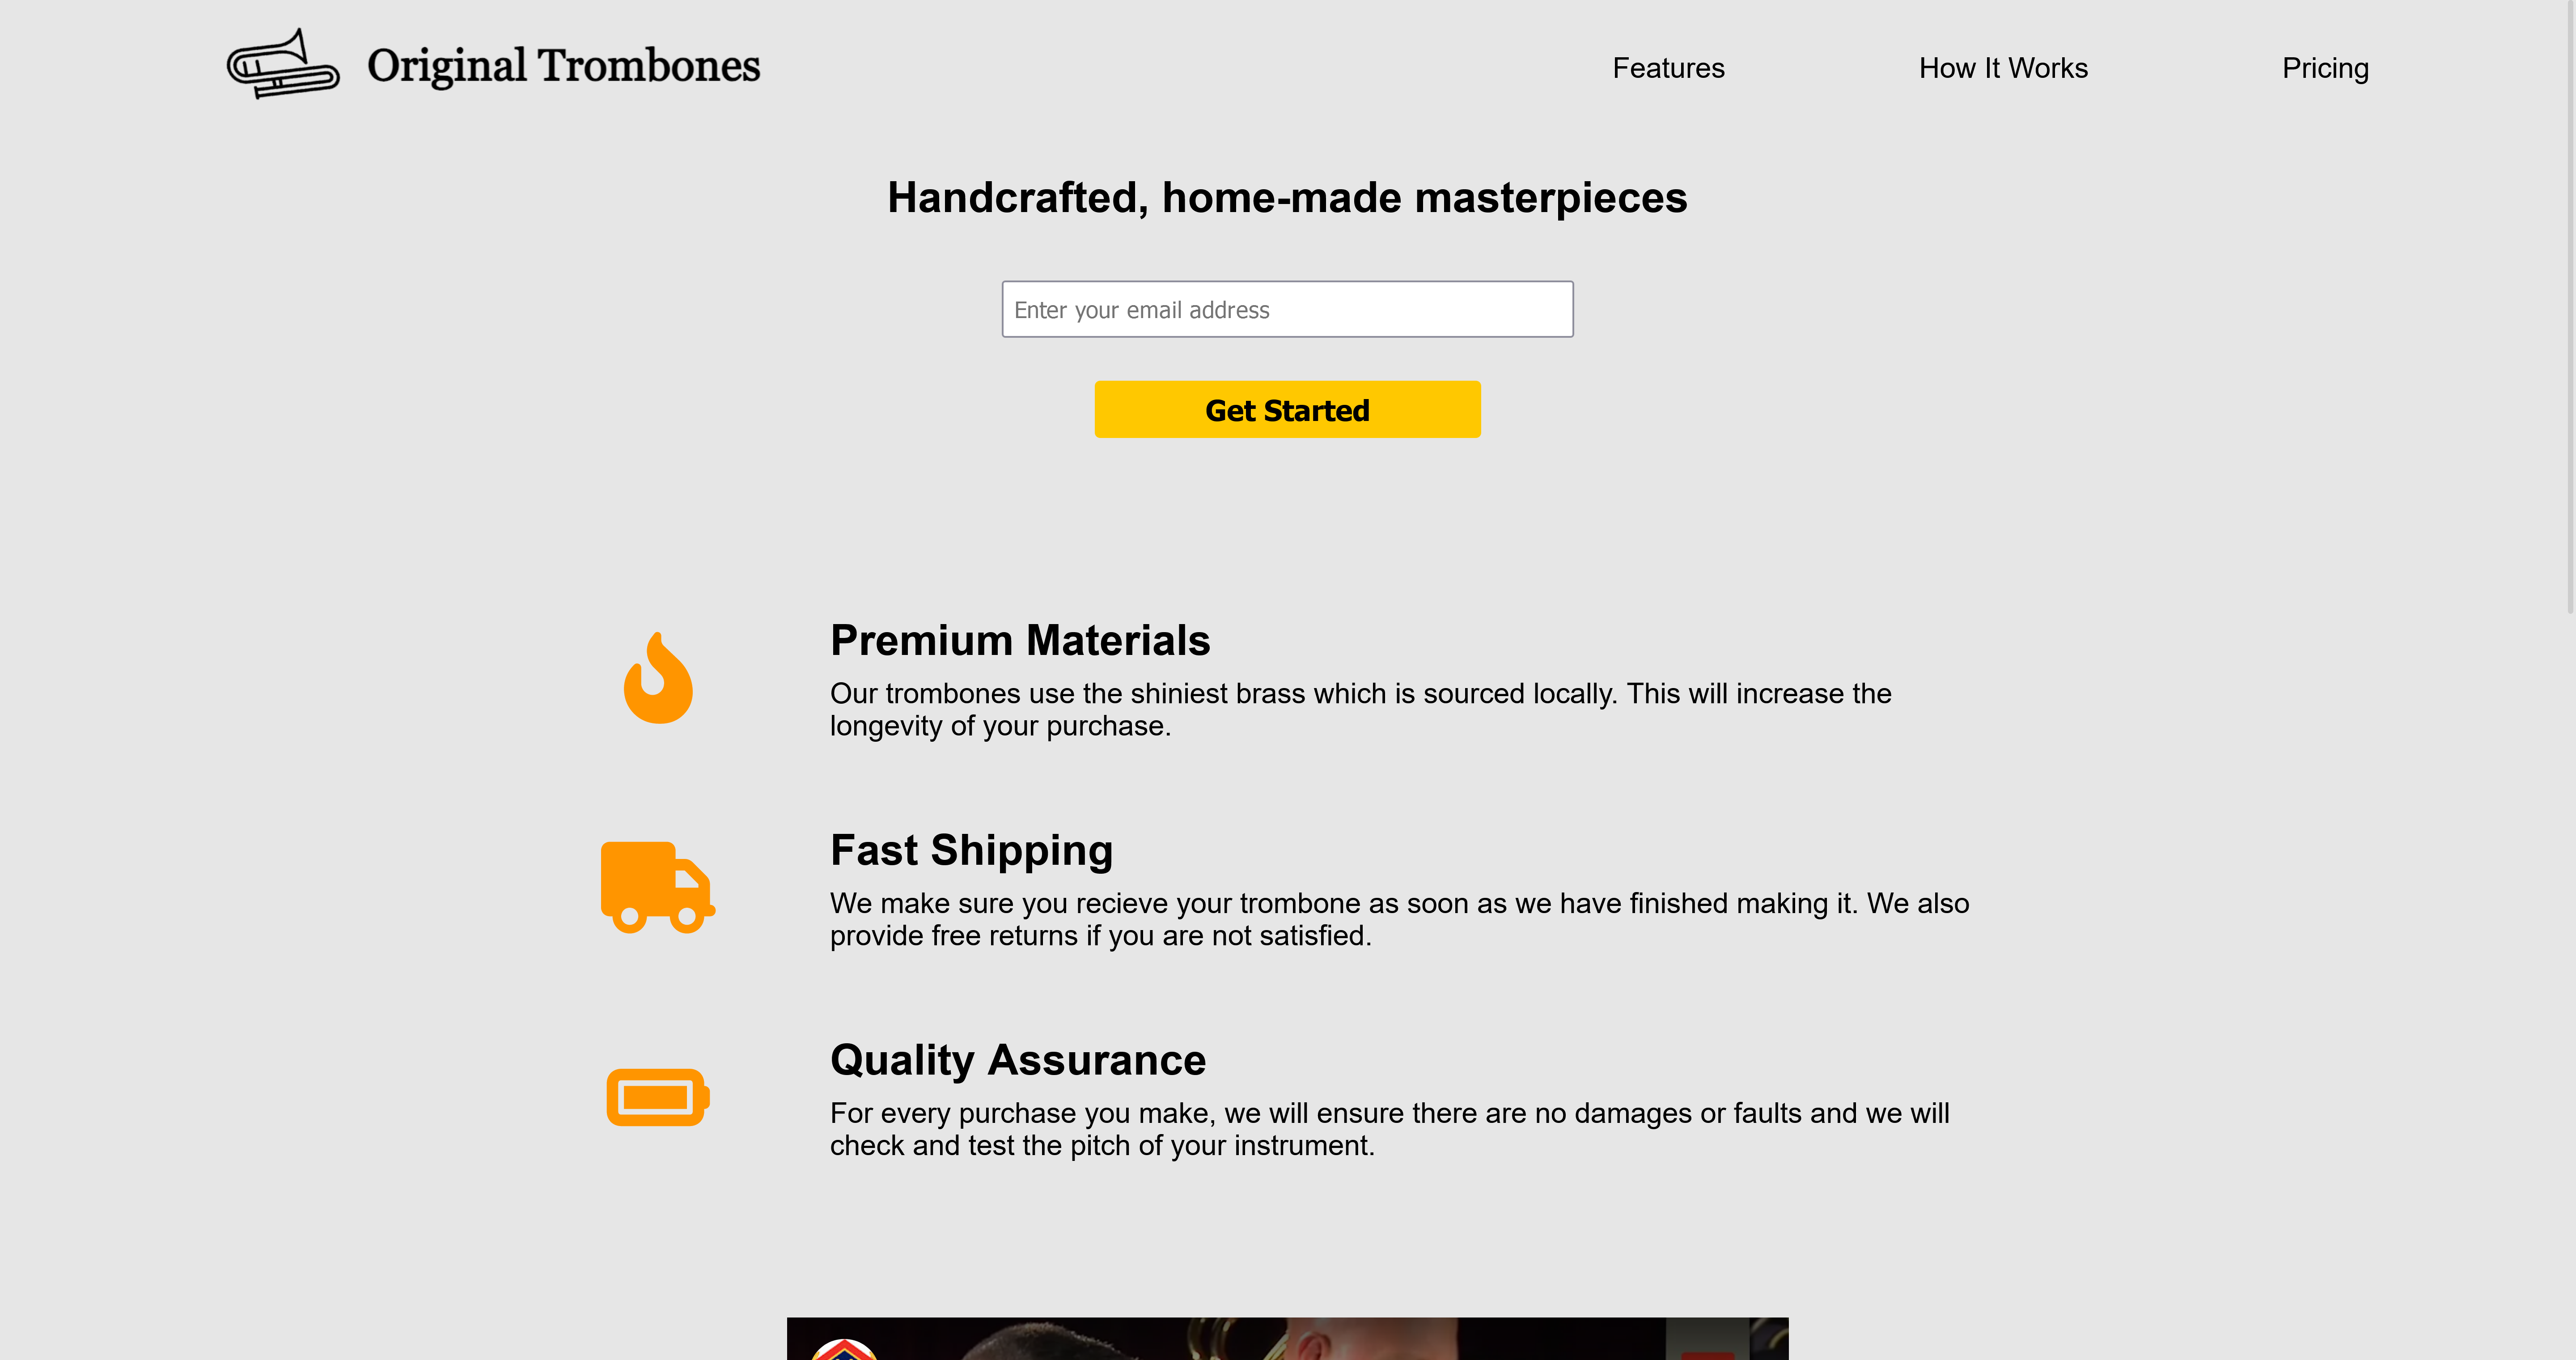 Original Trombones
Features
How It Works
Pricing
Handcrafted, home-made masterpieces
Enter your email address
Get Started
Premium Materials
Our trombones use the shiniest brass which is sourced locally. This will increase the
longevity of your purchase.
Fast Shipping
We make sure you recieve your trombone as soon as we have finished making it. We also
provide free returns if you are not satisfied.
Quality Assurance
For every purchase you make, we will ensure there are no damages or faults and we will
check and test the pitch of your instrument.